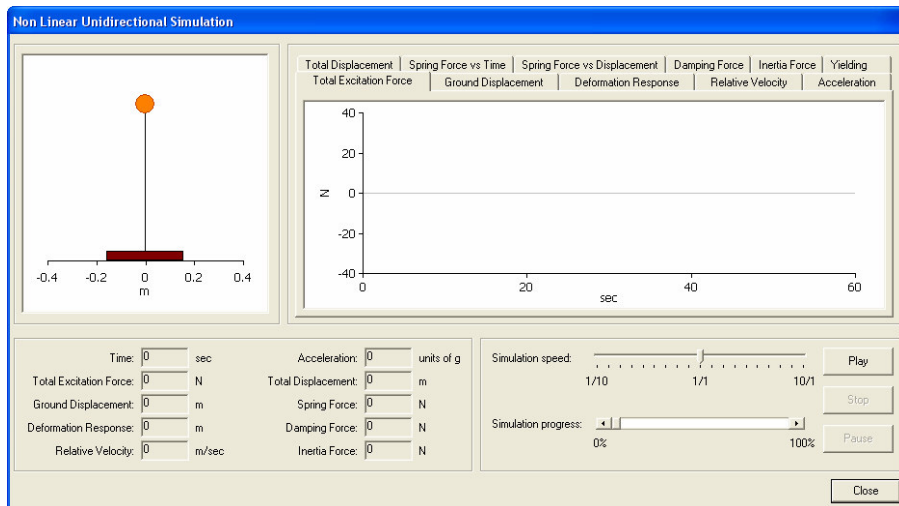 Non Linear Unidirectional Simulation
-0.4 -0.2 0 0.2 0.4
m
Total Displacement Spring Force vs Time Spring Force vs Displacement Damping Force Inertia Force Yielding
Total Excitation Force Ground Displacement Deformation Response Relative Velocity Acceleration
40
20
N 0
-20
-40
0 20 40 60
sec
Time: 0 sec
Total Excitation Force: 0 N
Ground Displacement: 0 m
Deformation Response: 0 m
Relative Velocity: 0 m/sec
Acceleration: 0 units of g
Total Displacement: 0 m
Spring Force: 0 N
Damping Force: 0 N
Inertia Force: 0 N
Simulation speed:
1/10 1/1 10/1
Simulation progress:
0% 100%
Play
Stop
Pause
Close